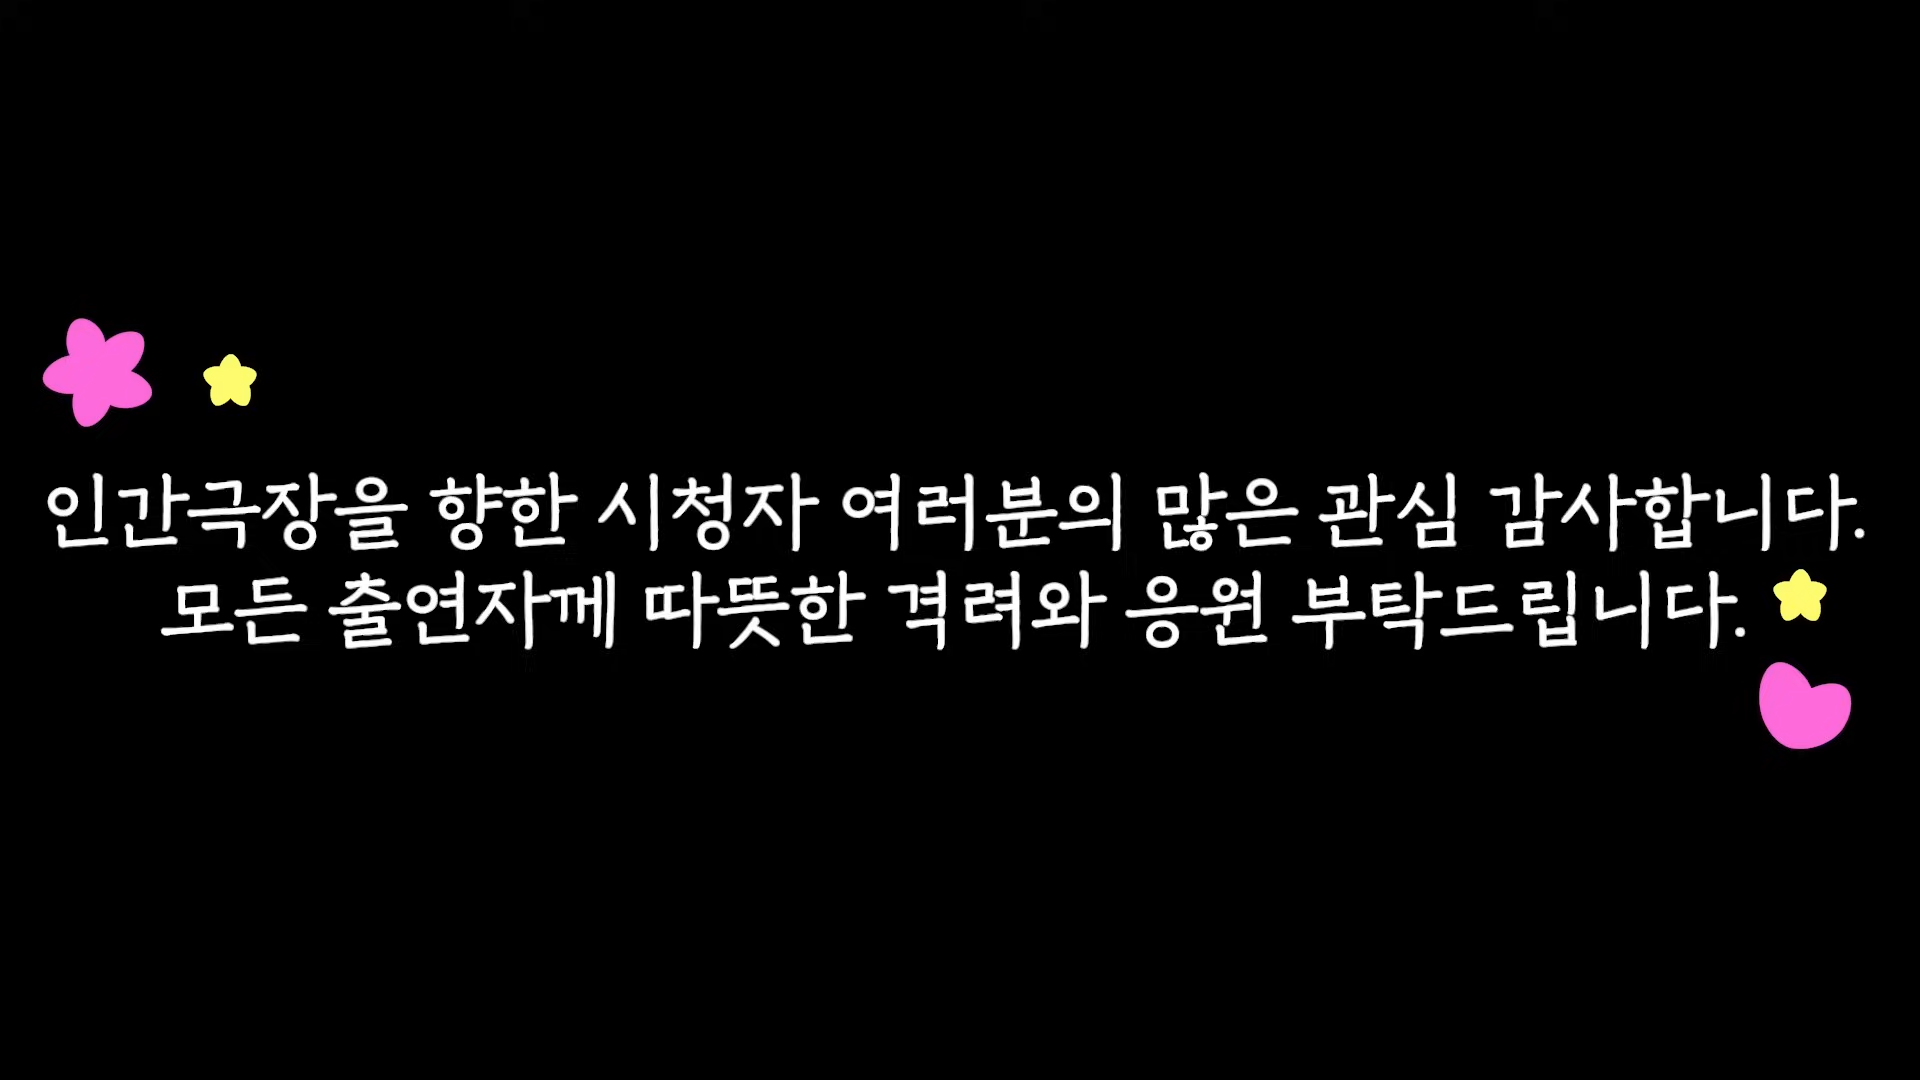 인간극장을 향한 시청자 여러분의 많은 관심 감사합니다.
모든 출연자께 따뜻한 격려와 응원 부탁드립니다.